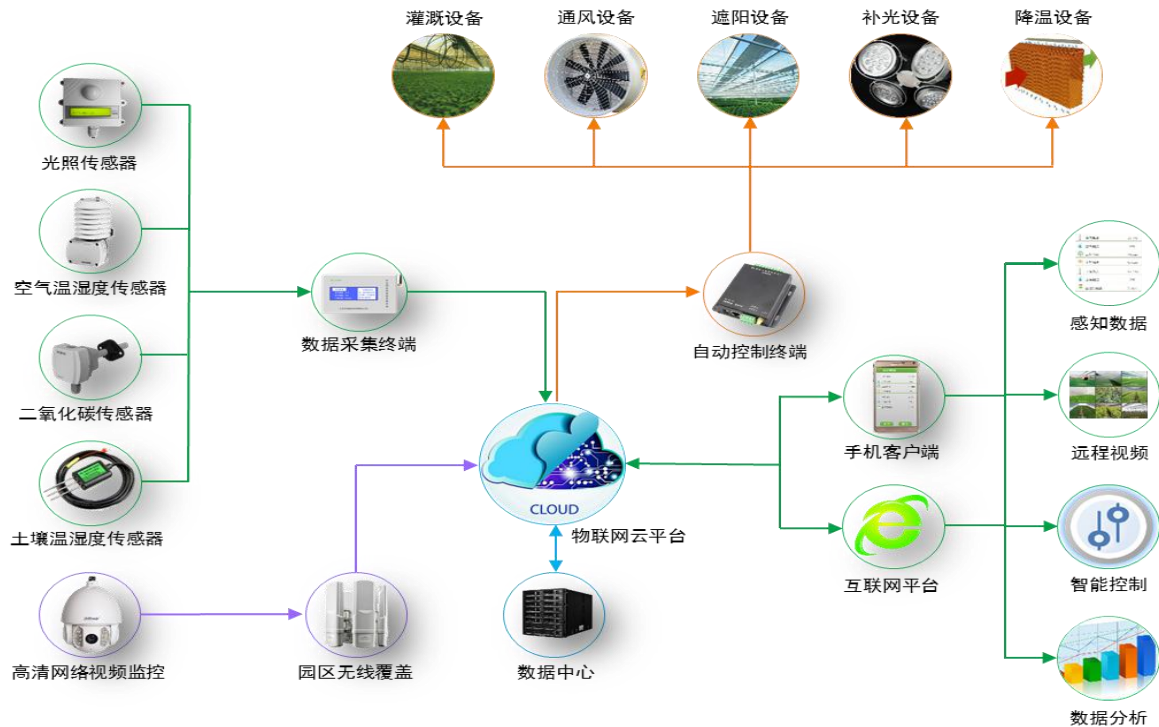 灌溉设备
通风设备
遮阳设备
补光设备
降温设备
光照传感器
空气温湿度传感器
数据采集终端
自动控制终端
感知数据
二氧化碳传感器
手机客户端
远程视频
CLOUD
土壤温湿度传感器
物联网云平台
互联网平台
智能控制
高清网络视频监控
园区无线覆盖
数据中心
数据分析